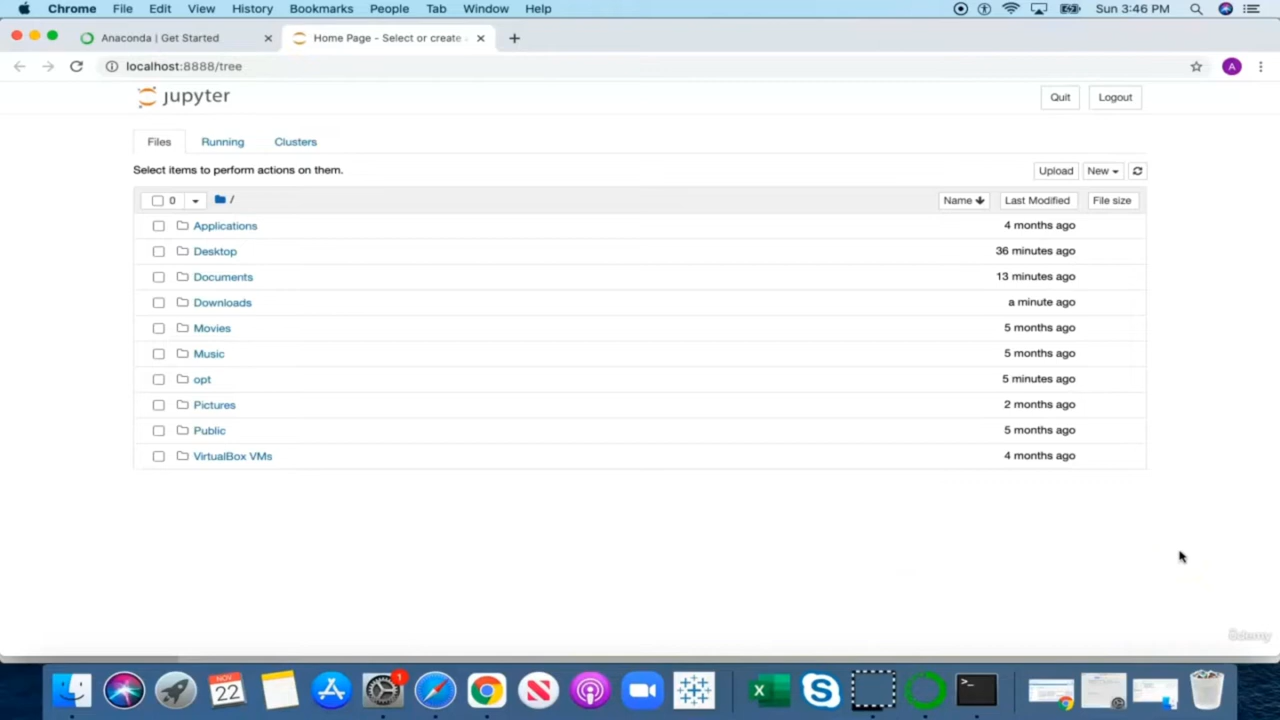 Chrome File Edit View History Bookmarks People Tab Window Help Sun 3:46 PM
Anaconda | Get Started Home Page - Select or create
localhost:8888/tree A
jupyter Quit Logout
Files Running Clusters
Select items to perform actions on them. Upload New
0 / Name Last Modified File size
Applications 4 months ago
Desktop 36 minutes ago
Documents 13 minutes ago
Downloads a minute ago
Movies 5 months ago
Music 5 months ago
opt 5 minutes ago
Pictures 2 months ago
Public 5 months ago
VirtualBox VMs 4 months ago
ûdemy
NOV
22
1